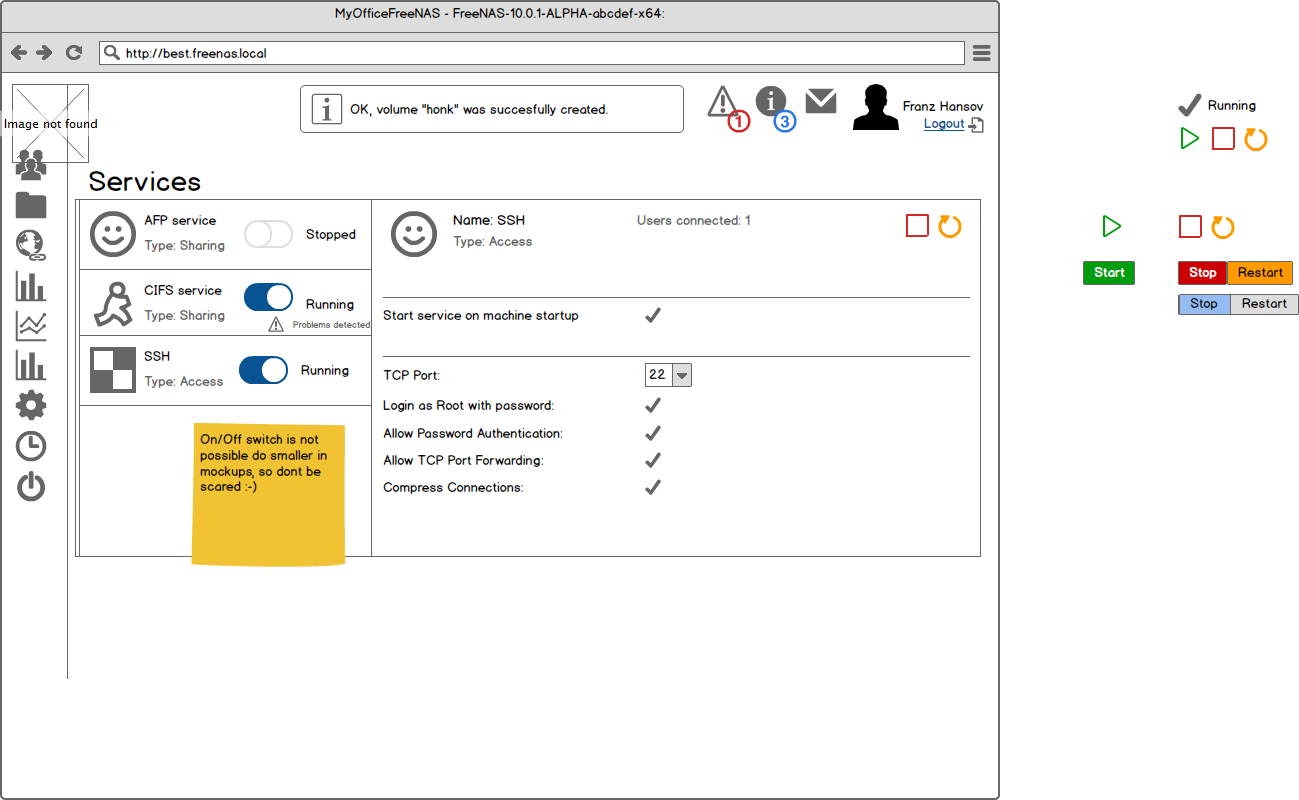 MyOfficeFreeNAS - FreeNAS-10.0.1-ALPHA-abcdef-x64:
http://best.freenas.local
Image not found
OK, volume "honk" was succesfully created.
1
3
Franz Hansov
Logout
Services
AFP service
Type: Sharing
Stopped
CIFS service
Type: Sharing
Running
Problems detected
SSH
Type: Access
Running
On/Off switch is not
possible do smaller in
mockups, so dont be
scared :-)
Name: SSH
Type: Access
Users connected: 1
Start service on machine startup
TCP Port:
22
Login as Root with password:
Allow Password Authentication:
Allow TCP Port Forwarding:
Compress Connections:
Running
Start
Stop
Restart
Stop
Restart